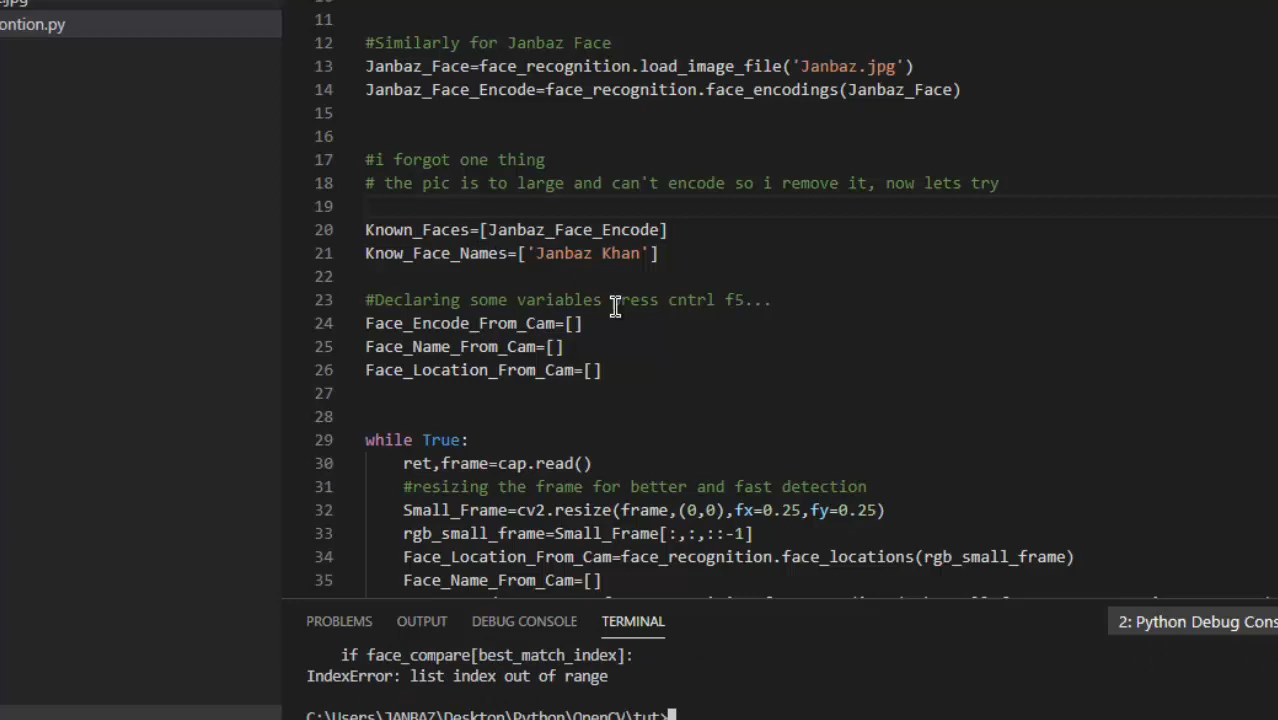 .jpg
ontion.py
11
12 #Similarly for Janbaz Face
13 Janbaz_Face=face_recognition.load_image_file('Janbaz.jpg')
14 Janbaz_Face_Encode=face_recognition.face_encodings(Janbaz_Face)
15
16
17 #i forgot one thing
18 # the pic is to large and can't encode so i remove it, now lets try
19
20 Known_Faces=[Janbaz_Face_Encode]
21 Know_Face_Names=['Janbaz Khan']
22
23 #Declaring some variables press cntrl f5...
24 Face_Encode_From_Cam=[]
25 Face_Name_From_Cam=[]
26 Face_Location_From_Cam=[]
27
28
29 while True:
30 ret,frame=cap.read()
31 #resizing the frame for better and fast detection
32 Small_Frame=cv2.resize(frame,(0,0),fx=0.25,fy=0.25)
33 rgb_small_frame=Small_Frame[:,:,::-1]
34 Face_Location_From_Cam=face_recognition.face_locations(rgb_small_frame)
35 Face_Name_From_Cam=[]
PROBLEMS OUTPUT DEBUG CONSOLE TERMINAL 2: Python Debug Cons
if face_compare[best_match_index]:
IndexError: list index out of range
C:\Users\JANBAZ\Desktop\Python\OpenCV\tut>